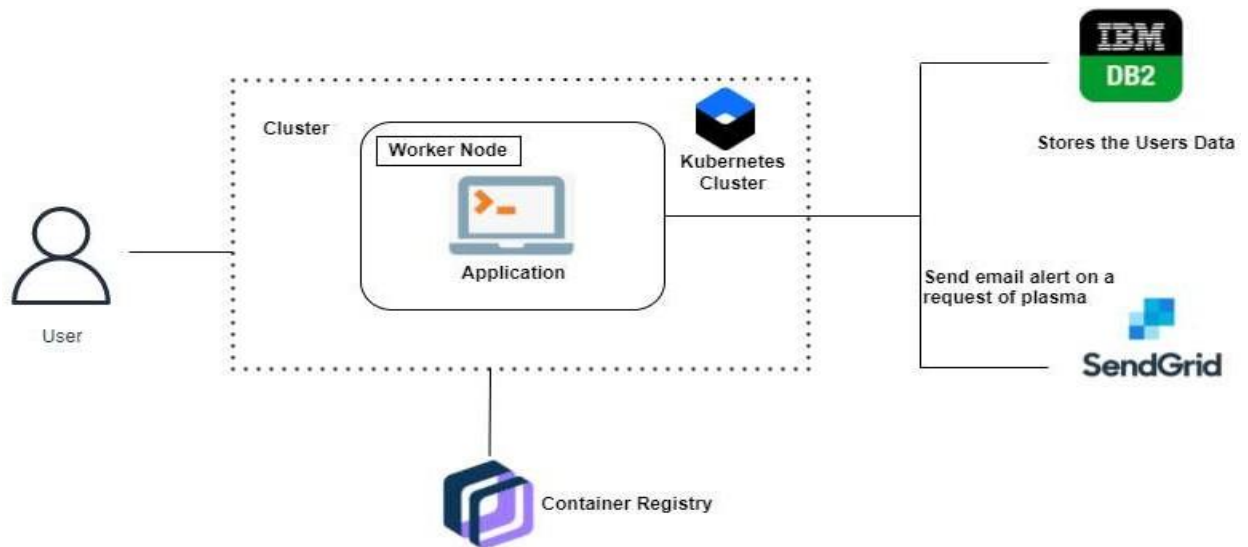 IBM
DB2
Stores the Users Data
Cluster
Worker Node
Kubernetes
Cluster
Application
User
Send email alert on a
request of plasma
SendGrid
Container Registry